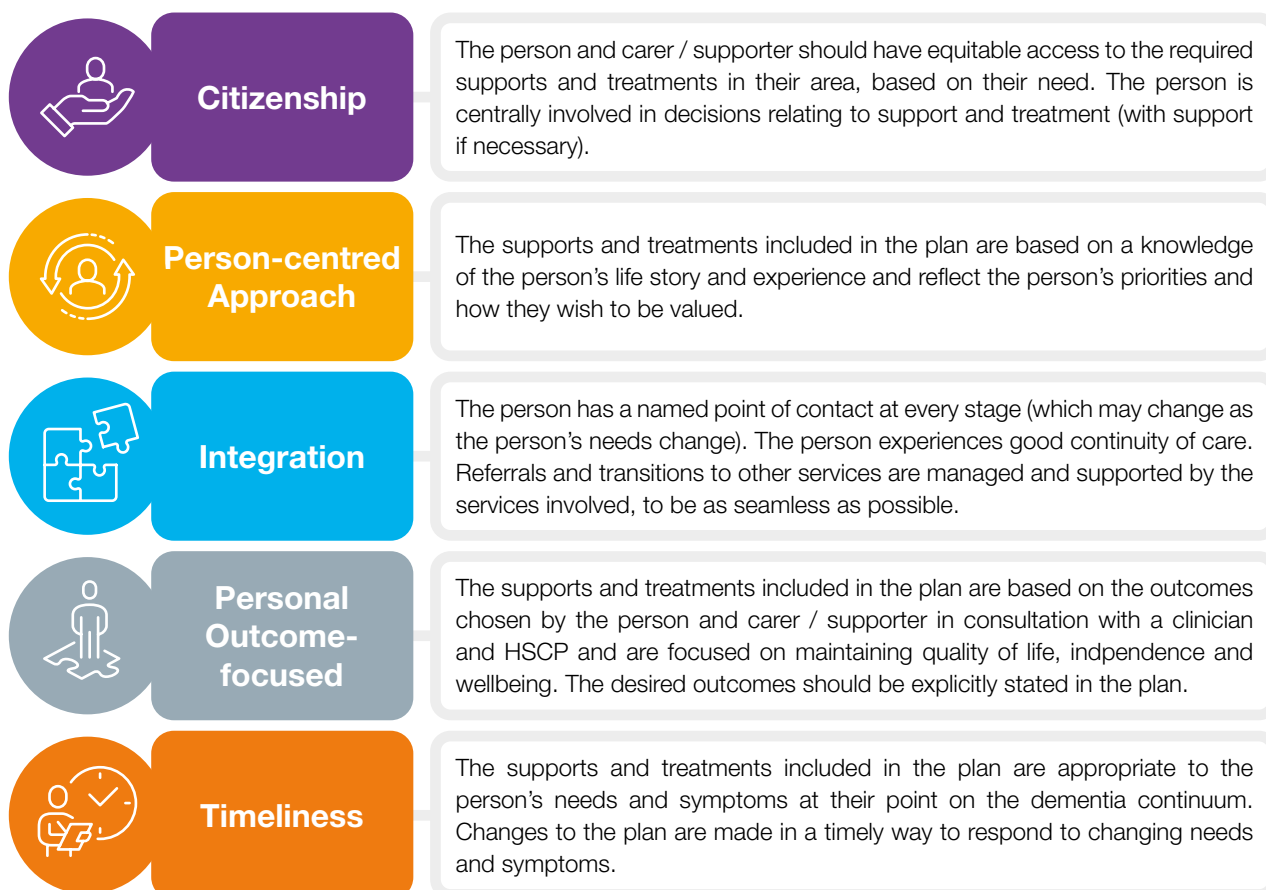 Citizenship
The person and carer / supporter should have equitable access to the required
supports and treatments in their area, based on their need. The person is
centrally involved in decisions relating to support and treatment (with support
if necessary).
Person-centred
Approach
The supports and treatments included in the plan are based on a knowledge
of the person’s life story and experience and reflect the person’s priorities and
how they wish to be valued.
Integration
The person has a named point of contact at every stage (which may change as
the person’s needs change). The person experiences good continuity of care.
Referrals and transitions to other services are managed and supported by the
services involved, to be as seamless as possible.
Personal
Outcome-
focused
The supports and treatments included in the plan are based on the outcomes
chosen by the person and carer / supporter in consultation with a clinician
and HSCP and are focused on maintaining quality of life, indpendence and
wellbeing. The desired outcomes should be explicitly stated in the plan.
Timeliness
The supports and treatments included in the plan are appropriate to the
person’s needs and symptoms at their point on the dementia continuum.
Changes to the plan are made in a timely way to respond to changing needs
and symptoms.